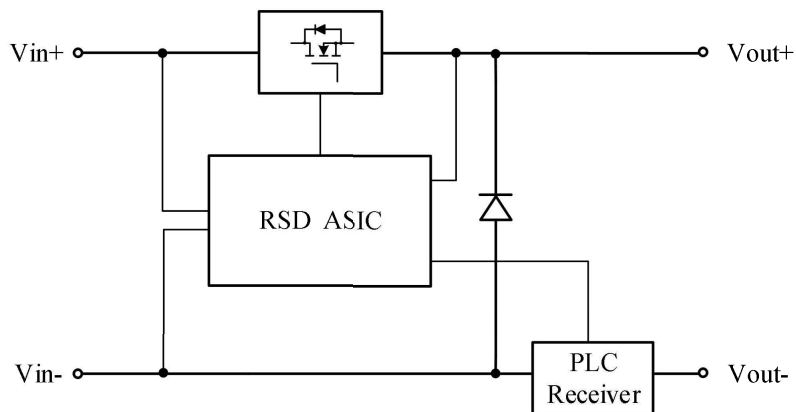 Vin+
Vout+
RSD ASIC
Vin-
PLC
Receiver
Vout-